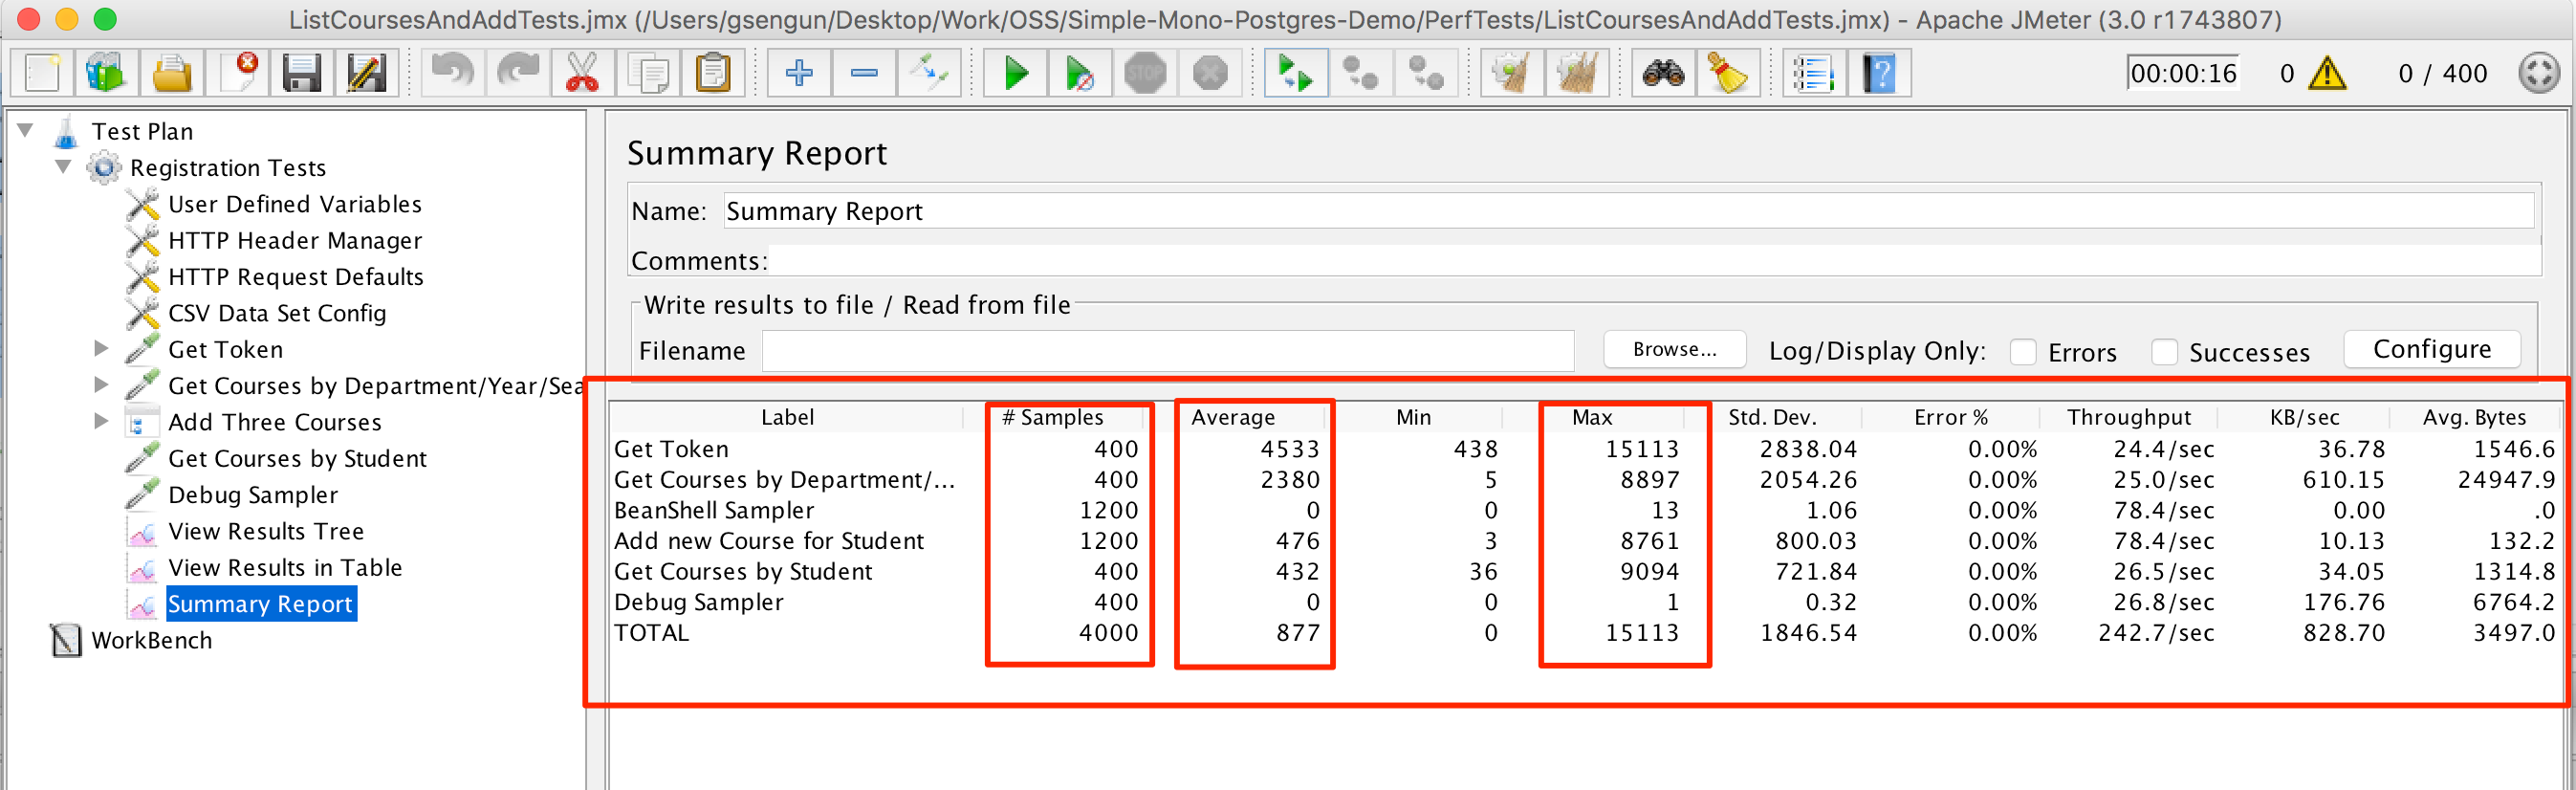 ListCoursesAndAddTests.jmx (/Users/gsengun/Desktop/Work/OSS/Simple-Mono-Postgres-Demo/PerfTests/ListCoursesAndAddTests.jmx) - Apache JMeter (3.0 r1743807)
STOP 00:00:16 0 0 / 400
Test Plan
Registration Tests
User Defined Variables
HTTP Header Manager
HTTP Request Defaults
CSV Data Set Config
Get Token
Get Courses by Department/Year/Sea
Add Three Courses
Get Courses by Student
Debug Sampler
View Results Tree
View Results in Table
Summary Report
WorkBench
Summary Report
Name: Summary Report
Comments:
Write results to file / Read from file
Filename Browse... Log/Display Only: Errors Successes Configure
Label # Samples Average Min Max Std. Dev. Error % Throughput KB/sec Avg. Bytes
Get Token 400 4533 438 15113 2838.04 0.00% 24.4/sec 36.78 1546.6
Get Courses by Department/... 400 2380 5 8897 2054.26 0.00% 25.0/sec 610.15 24947.9
BeanShell Sampler 1200 0 0 13 1.06 0.00% 78.4/sec 0.00 .0
Add new Course for Student 1200 476 3 8761 800.03 0.00% 78.4/sec 10.13 132.2
Get Courses by Student 400 432 36 9094 721.84 0.00% 26.5/sec 34.05 1314.8
Debug Sampler 400 0 0 1 0.32 0.00% 26.8/sec 176.76 6764.2
TOTAL 4000 877 0 15113 1846.54 0.00% 242.7/sec 828.70 3497.0